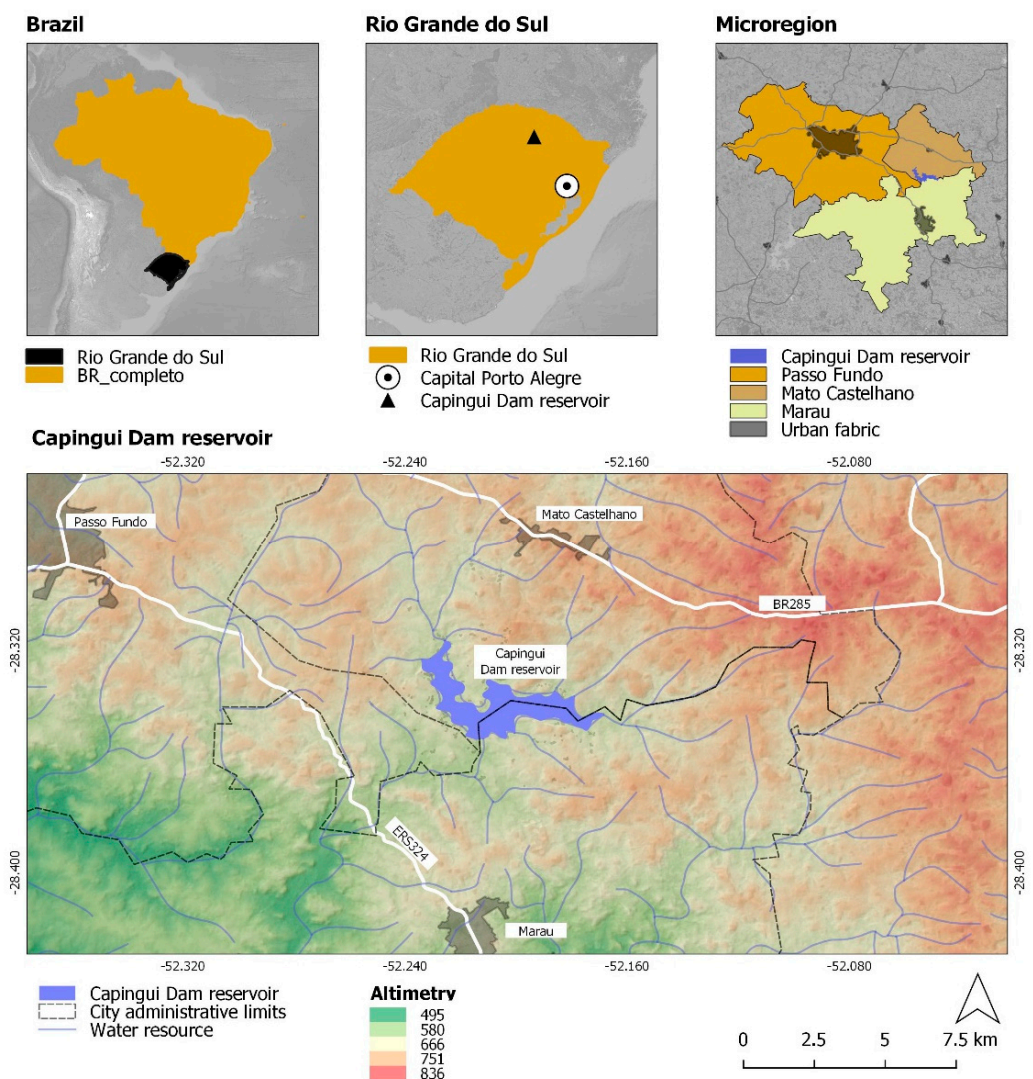 Brazil
Rio Grande do Sul
BR_completo
Rio Grande do Sul
Rio Grande do Sul
Capital Porto Alegre
Capingui Dam reservoir
Microregion
Capingui Dam reservoir
Passo Fundo
Mato Castelhano
Marau
Urban fabric
Capingui Dam reservoir
-52.320
-52.240
-52.160
-52.080
Passo Fundo
Mato Castelhano
BR285
Capingui
Dam reservoir
ERS324
Marau
-28.320
-28.400
-28.320
-28.400
-52.320
-52.240
-52.160
-52.080
Capingui Dam reservoir
City administrative limits
Water resource
Altimetry
495
580
666
751
836
0 2.5 5 7.5 km